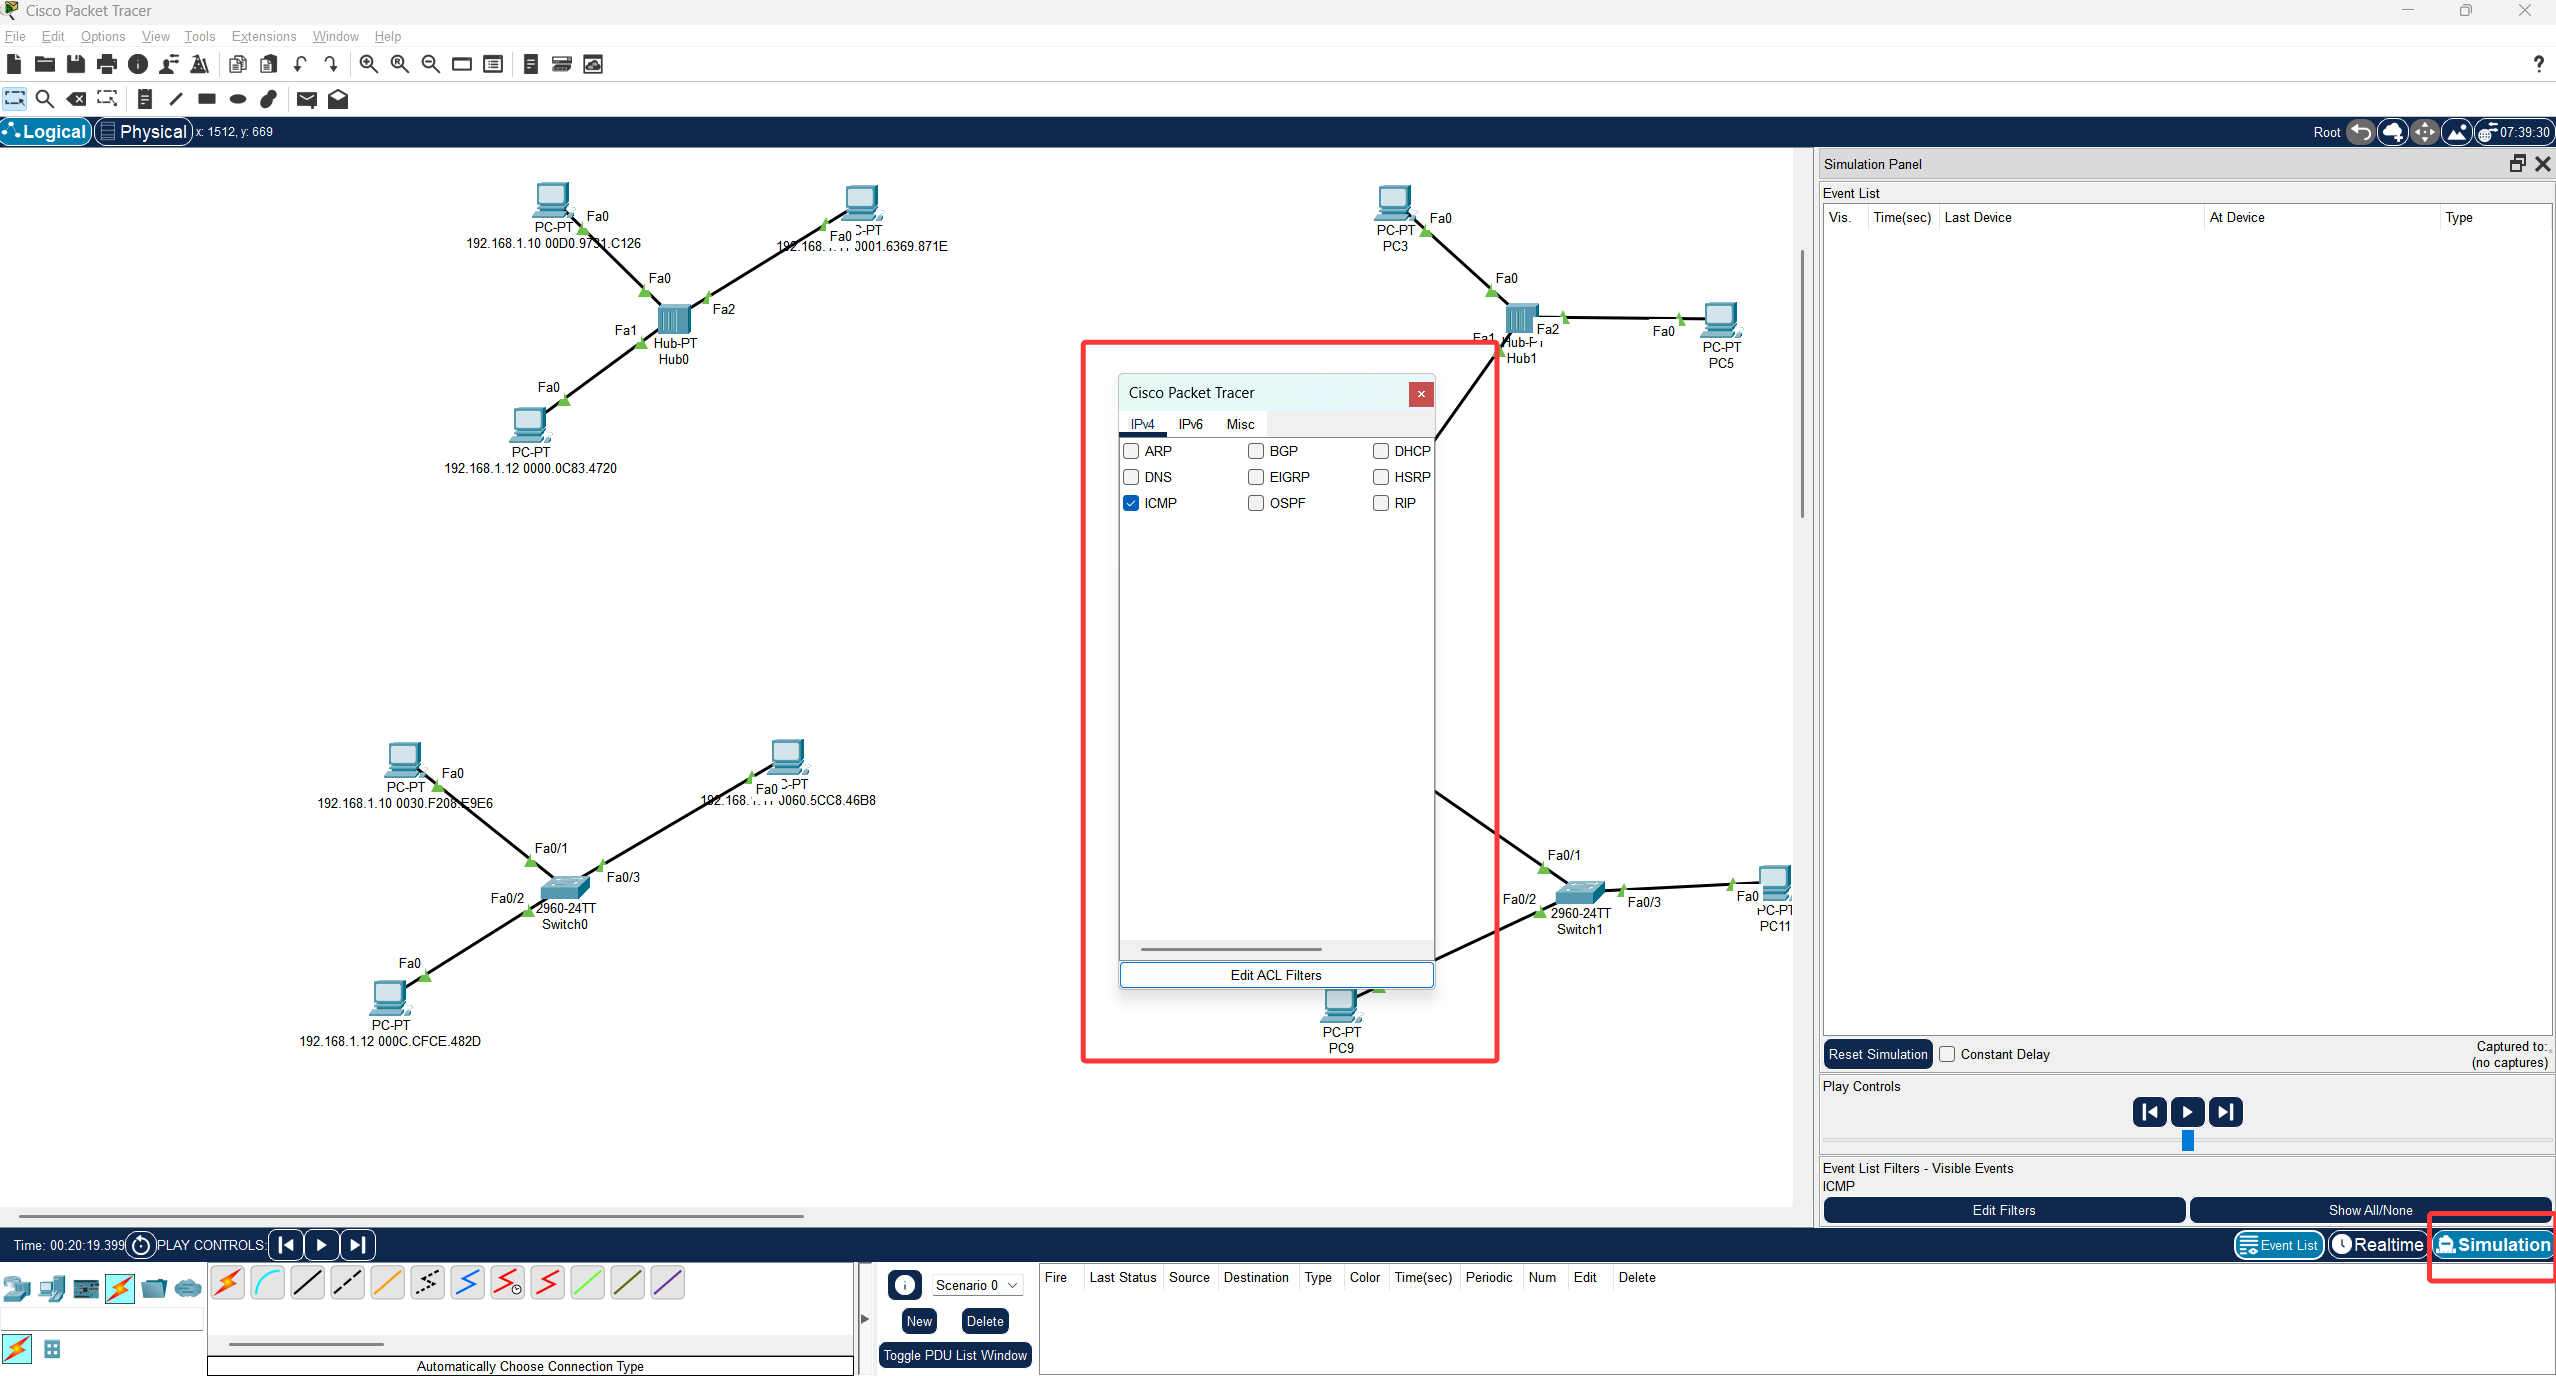 Cisco Packet Tracer
File Edit Options View Tools Extensions Window Help
Logical Physical x: 1512, y: 669 Root 07:39:30
Simulation Panel
Event List
Vis. Time(sec) Last Device At Device Type
Fa0
PC-PT
192.168.1.10 00D0.9731.C126
Fa0
192.168.1.11 0001.6369.871E
Fa0
Fa2
Fa1
Hub-PT
Hub0
Fa0
PC-PT
192.168.1.12 0000.0C83.4720
Fa0
PC-PT
PC3
Fa0
Fa2
Fa1
Hub-PT
Hub1
Fa0
PC-PT
PC5
Cisco Packet Tracer
IPv4 IPv6 Misc
ARP BGP DHCP
DNS EIGRP HSRP
ICMP OSPF RIP
Edit ACL Filters
Fa0
PC-PT
192.168.1.10 0030.F208.E9E6
Fa0
192.168.1.11 0060.5CC8.46B8
Fa0/1
Fa0/3
Fa0/2
2960-24TT
Switch0
Fa0
PC-PT
192.168.1.12 000C.CFCE.482D
Fa0/1
Fa0/2
Fa0/3
2960-24TT
Switch1
Fa0
PC-PT
PC11
PC-PT
PC9
Reset Simulation Constant Delay Captured to:
(no captures)
Play Controls
Event List Filters - Visible Events
ICMP
Edit Filters Show All/None
Time: 00:20:19.399 PLAY CONTROLS: Event List Realtime Simulation
Scenario 0
New Delete
Toggle PDU List Window
Fire Last Status Source Destination Type Color Time(sec) Periodic Num Edit Delete
Automatically Choose Connection Type